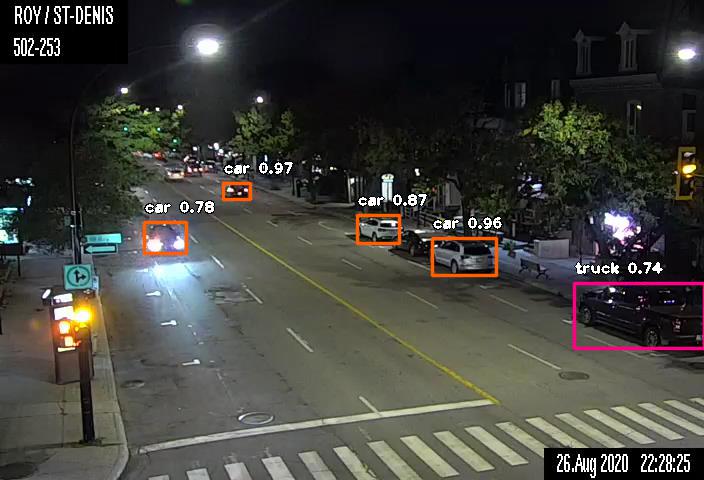 ROY / ST-DENIS
502-253
car 0.97
car 0.87
car 0.78
car 0.96
truck 0.74
26.Aug 2020 22:28:25